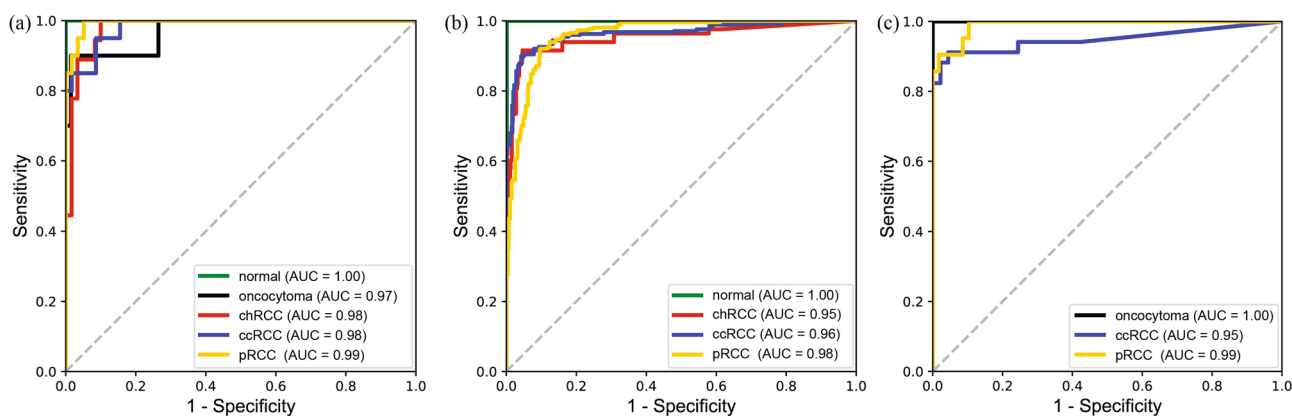 (a)
1.0
0.8
0.6
0.4
0.2
0.0
Sensitivity
normal (AUC = 1.00)
oncocytoma (AUC = 0.97)
chRCC (AUC = 0.98)
ccRCC (AUC = 0.98)
pRCC (AUC = 0.99)
0.0 0.2 0.4 0.6 0.8 1.0
1 - Specificity
(b)
1.0
0.8
0.6
0.4
0.2
0.0
Sensitivity
normal (AUC = 1.00)
chRCC (AUC = 0.95)
ccRCC (AUC = 0.96)
pRCC (AUC = 0.98)
0.0 0.2 0.4 0.6 0.8 1.0
1 - Specificity
(c)
1.0
0.8
0.6
0.4
0.2
0.0
Sensitivity
oncocytoma (AUC = 1.00)
ccRCC (AUC = 0.95)
pRCC (AUC = 0.99)
0.0 0.2 0.4 0.6 0.8 1.0
1 - Specificity